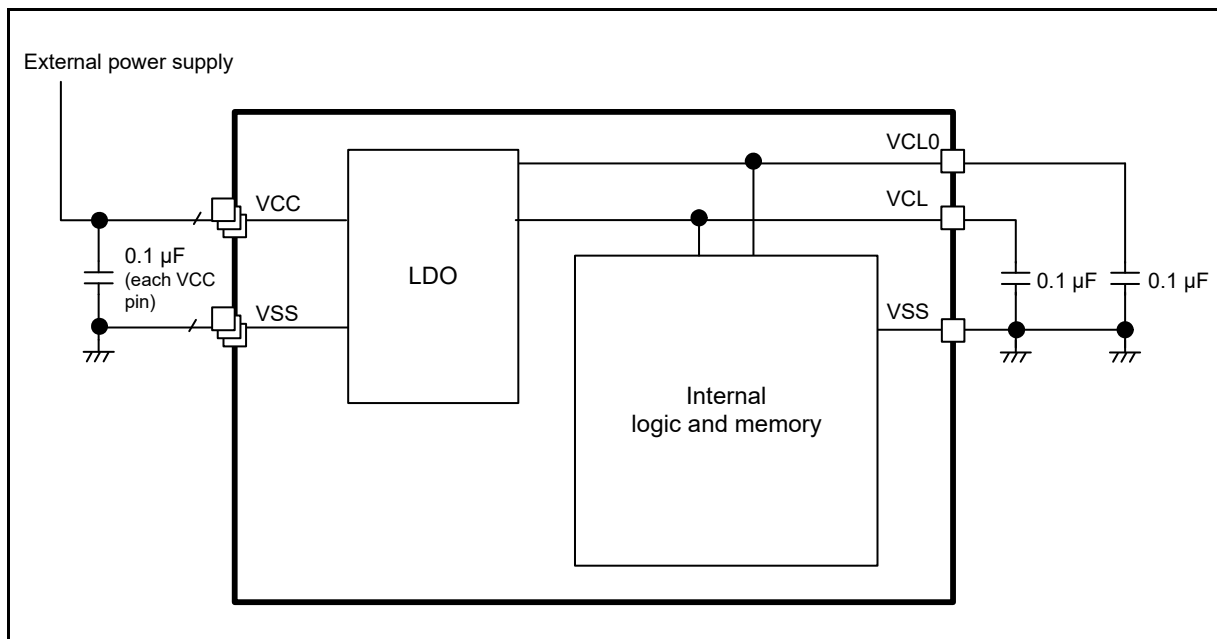 External power supply
VCL0
VCC
VCL
0.1 µF
(each VCC
pin)
LDO
0.1 µF
0.1 µF
VSS
VSS
Internal
logic and memory